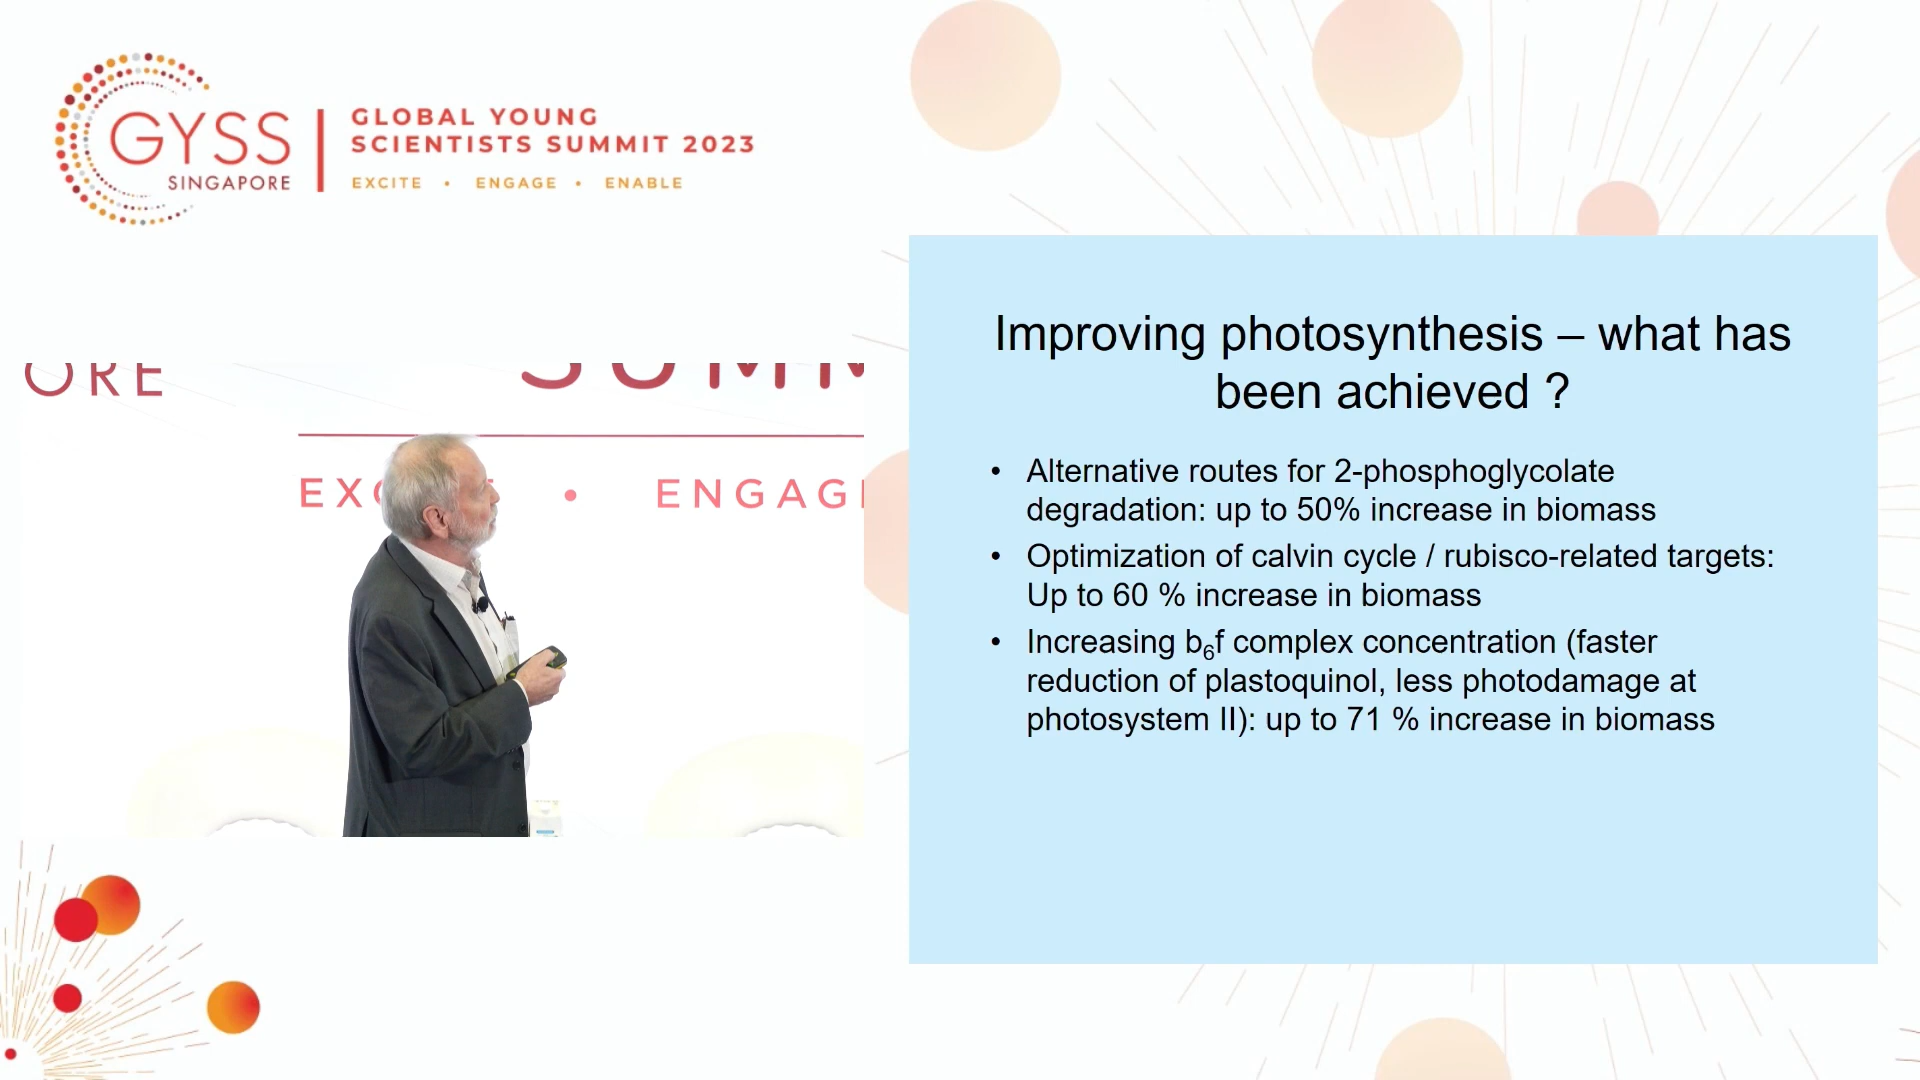 GYSS
SINGAPORE
GLOBAL YOUNG
SCIENTISTS SUMMIT 2023
EXCITE • ENGAGE • ENABLE
ORE
SUMM
EX
• ENGAGE
Improving photosynthesis – what has
been achieved ?
• Alternative routes for 2-phosphoglycolate
degradation: up to 50% increase in biomass
• Optimization of calvin cycle / rubisco-related targets:
Up to 60 % increase in biomass
• Increasing b₆f complex concentration (faster
reduction of plastoquinol, less photodamage at
photosystem II): up to 71 % increase in biomass